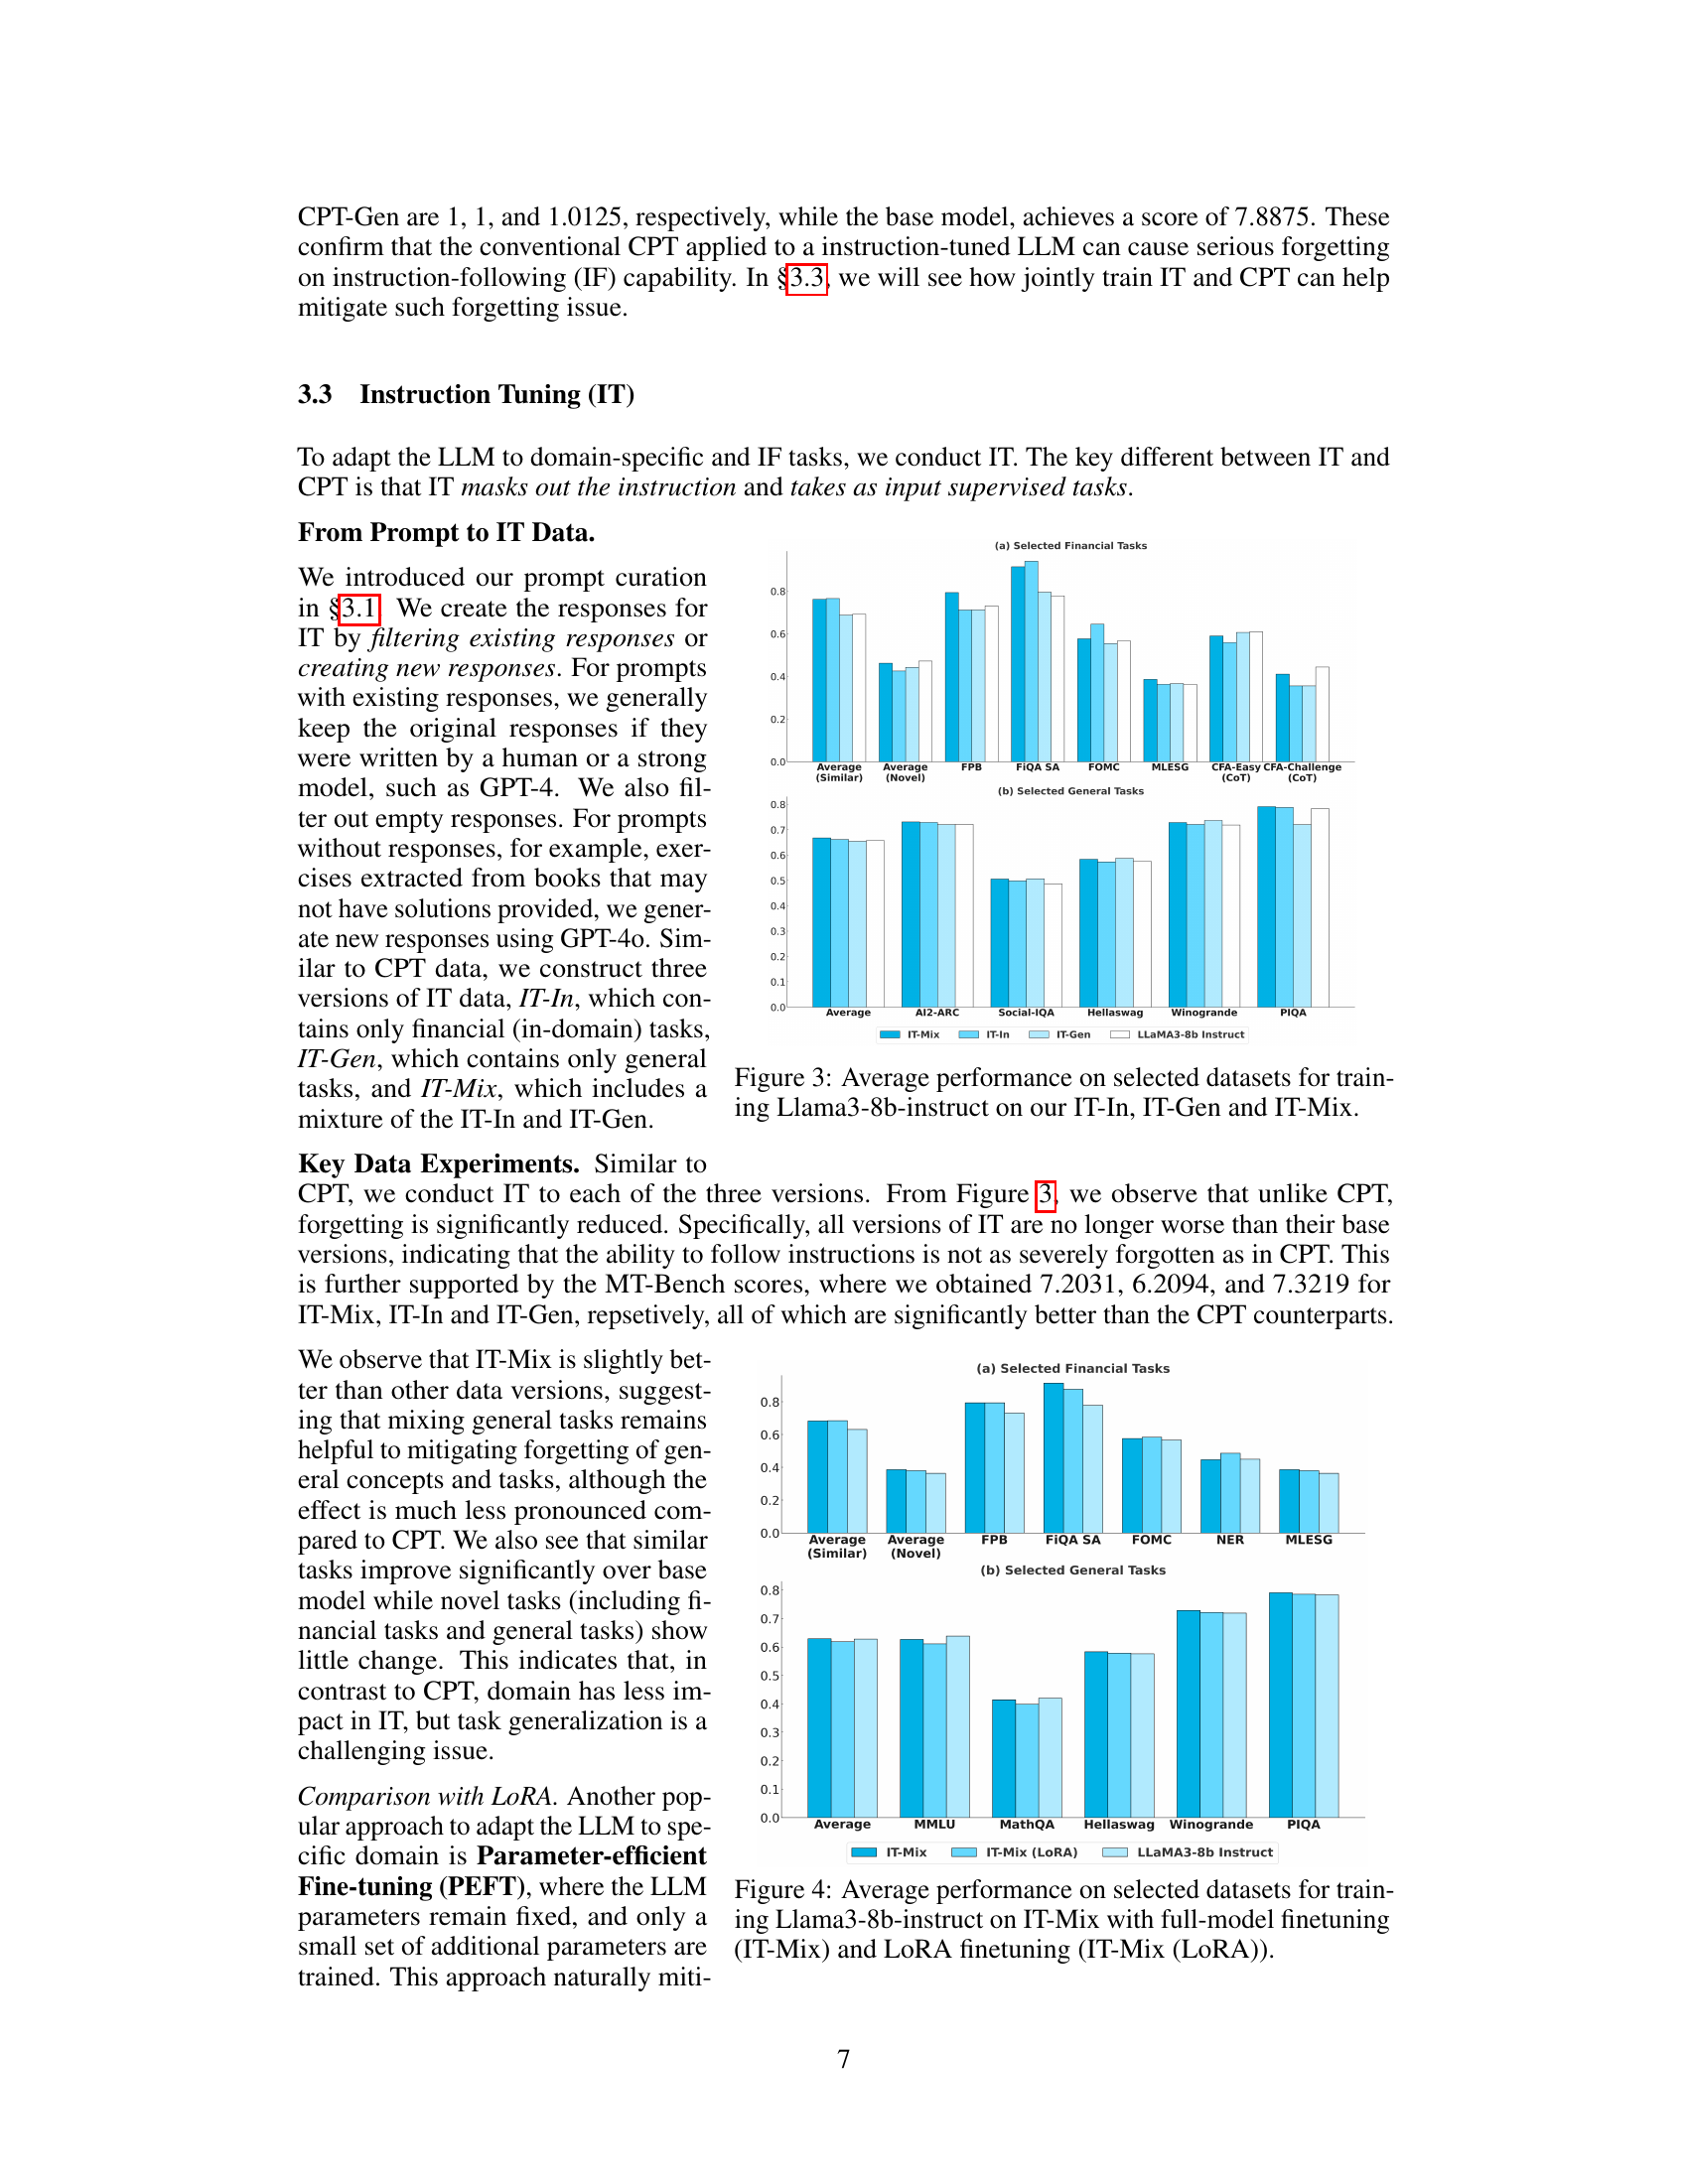 CPT-Gen are 1, 1, and 1.0125, respectively, while the base model, achieves a score of 7.8875. These
confirm that the conventional CPT applied to a instruction-tuned LLM can cause serious forgetting
on instruction-following (IF) capability. In §3.3, we will see how jointly train IT and CPT can help
mitigate such forgetting issue.
3.3 Instruction Tuning (IT)
To adapt the LLM to domain-specific and IF tasks, we conduct IT. The key different between IT and
CPT is that IT masks out the instruction and takes as input supervised tasks.
From Prompt to IT Data.
We introduced our prompt curation
in §3.1. We create the responses for
IT by filtering existing responses or
creating new responses. For prompts
with existing responses, we generally
keep the original responses if they
were written by a human or a strong
model, such as GPT-4. We also fil-
ter out empty responses. For prompts
without responses, for example, exer-
cises extracted from books that may
not have solutions provided, we gener-
ate new responses using GPT-4o. Sim-
ilar to CPT data, we construct three
versions of IT data, IT-In, which con-
tains only financial (in-domain) tasks,
IT-Gen, which contains only general
tasks, and IT-Mix, which includes a
mixture of the IT-In and IT-Gen.
(a) Selected Financial Tasks
0.8
0.6
0.4
0.2
0.0
Average FPB FiQA SA FOMC MLESG CFA-Easy CFA-Challenge
(Similar) Average (Novel) (CoT) (CoT)
(b) Selected General Tasks
0.8
0.7
0.6
0.5
0.4
0.3
0.2
0.1
0.0
Average AI2-ARC Social-IQA Hellaswag Winogrande PIQA
IT-Mix IT-In IT-Gen LLaMA3-8b Instruct
Figure 3: Average performance on selected datasets for train-
ing Llama3-8b-instruct on our IT-In, IT-Gen and IT-Mix.
Key Data Experiments. Similar to
CPT, we conduct IT to each of the three versions. From Figure 3, we observe that unlike CPT,
forgetting is significantly reduced. Specifically, all versions of IT are no longer worse than their base
versions, indicating that the ability to follow instructions is not as severely forgotten as in CPT. This
is further supported by the MT-Bench scores, where we obtained 7.2031, 6.2094, and 7.3219 for
IT-Mix, IT-In and IT-Gen, repsetively, all of which are significantly better than the CPT counterparts.
We observe that IT-Mix is slightly bet-
ter than other data versions, suggest-
ing that mixing general tasks remains
helpful to mitigating forgetting of gen-
eral concepts and tasks, although the
effect is much less pronounced com-
pared to CPT. We also see that similar
tasks improve significantly over base
model while novel tasks (including fi-
nancial tasks and general tasks) show
little change. This indicates that, in
contrast to CPT, domain has less im-
pact in IT, but task generalization is a
challenging issue.
Comparison with LoRA. Another pop-
ular approach to adapt the LLM to spe-
cific domain is Parameter-efficient
Fine-tuning (PEFT), where the LLM
parameters remain fixed, and only a
small set of additional parameters are
trained. This approach naturally miti-
(a) Selected Financial Tasks
0.8
0.6
0.4
0.2
0.0
Average Average FPB FiQA SA FOMC NER MLESG
(Similar) (Novel)
(b) Selected General Tasks
0.8
0.7
0.6
0.5
0.4
0.3
0.2
0.1
0.0
Average MMLU MathQA Hellaswag Winogrande PIQA
IT-Mix IT-Mix (LoRA) LLaMA3-8b Instruct
Figure 4: Average performance on selected datasets for train-
ing Llama3-8b-instruct on IT-Mix with full-model finetuning
(IT-Mix) and LoRA finetuning (IT-Mix (LoRA)).
7